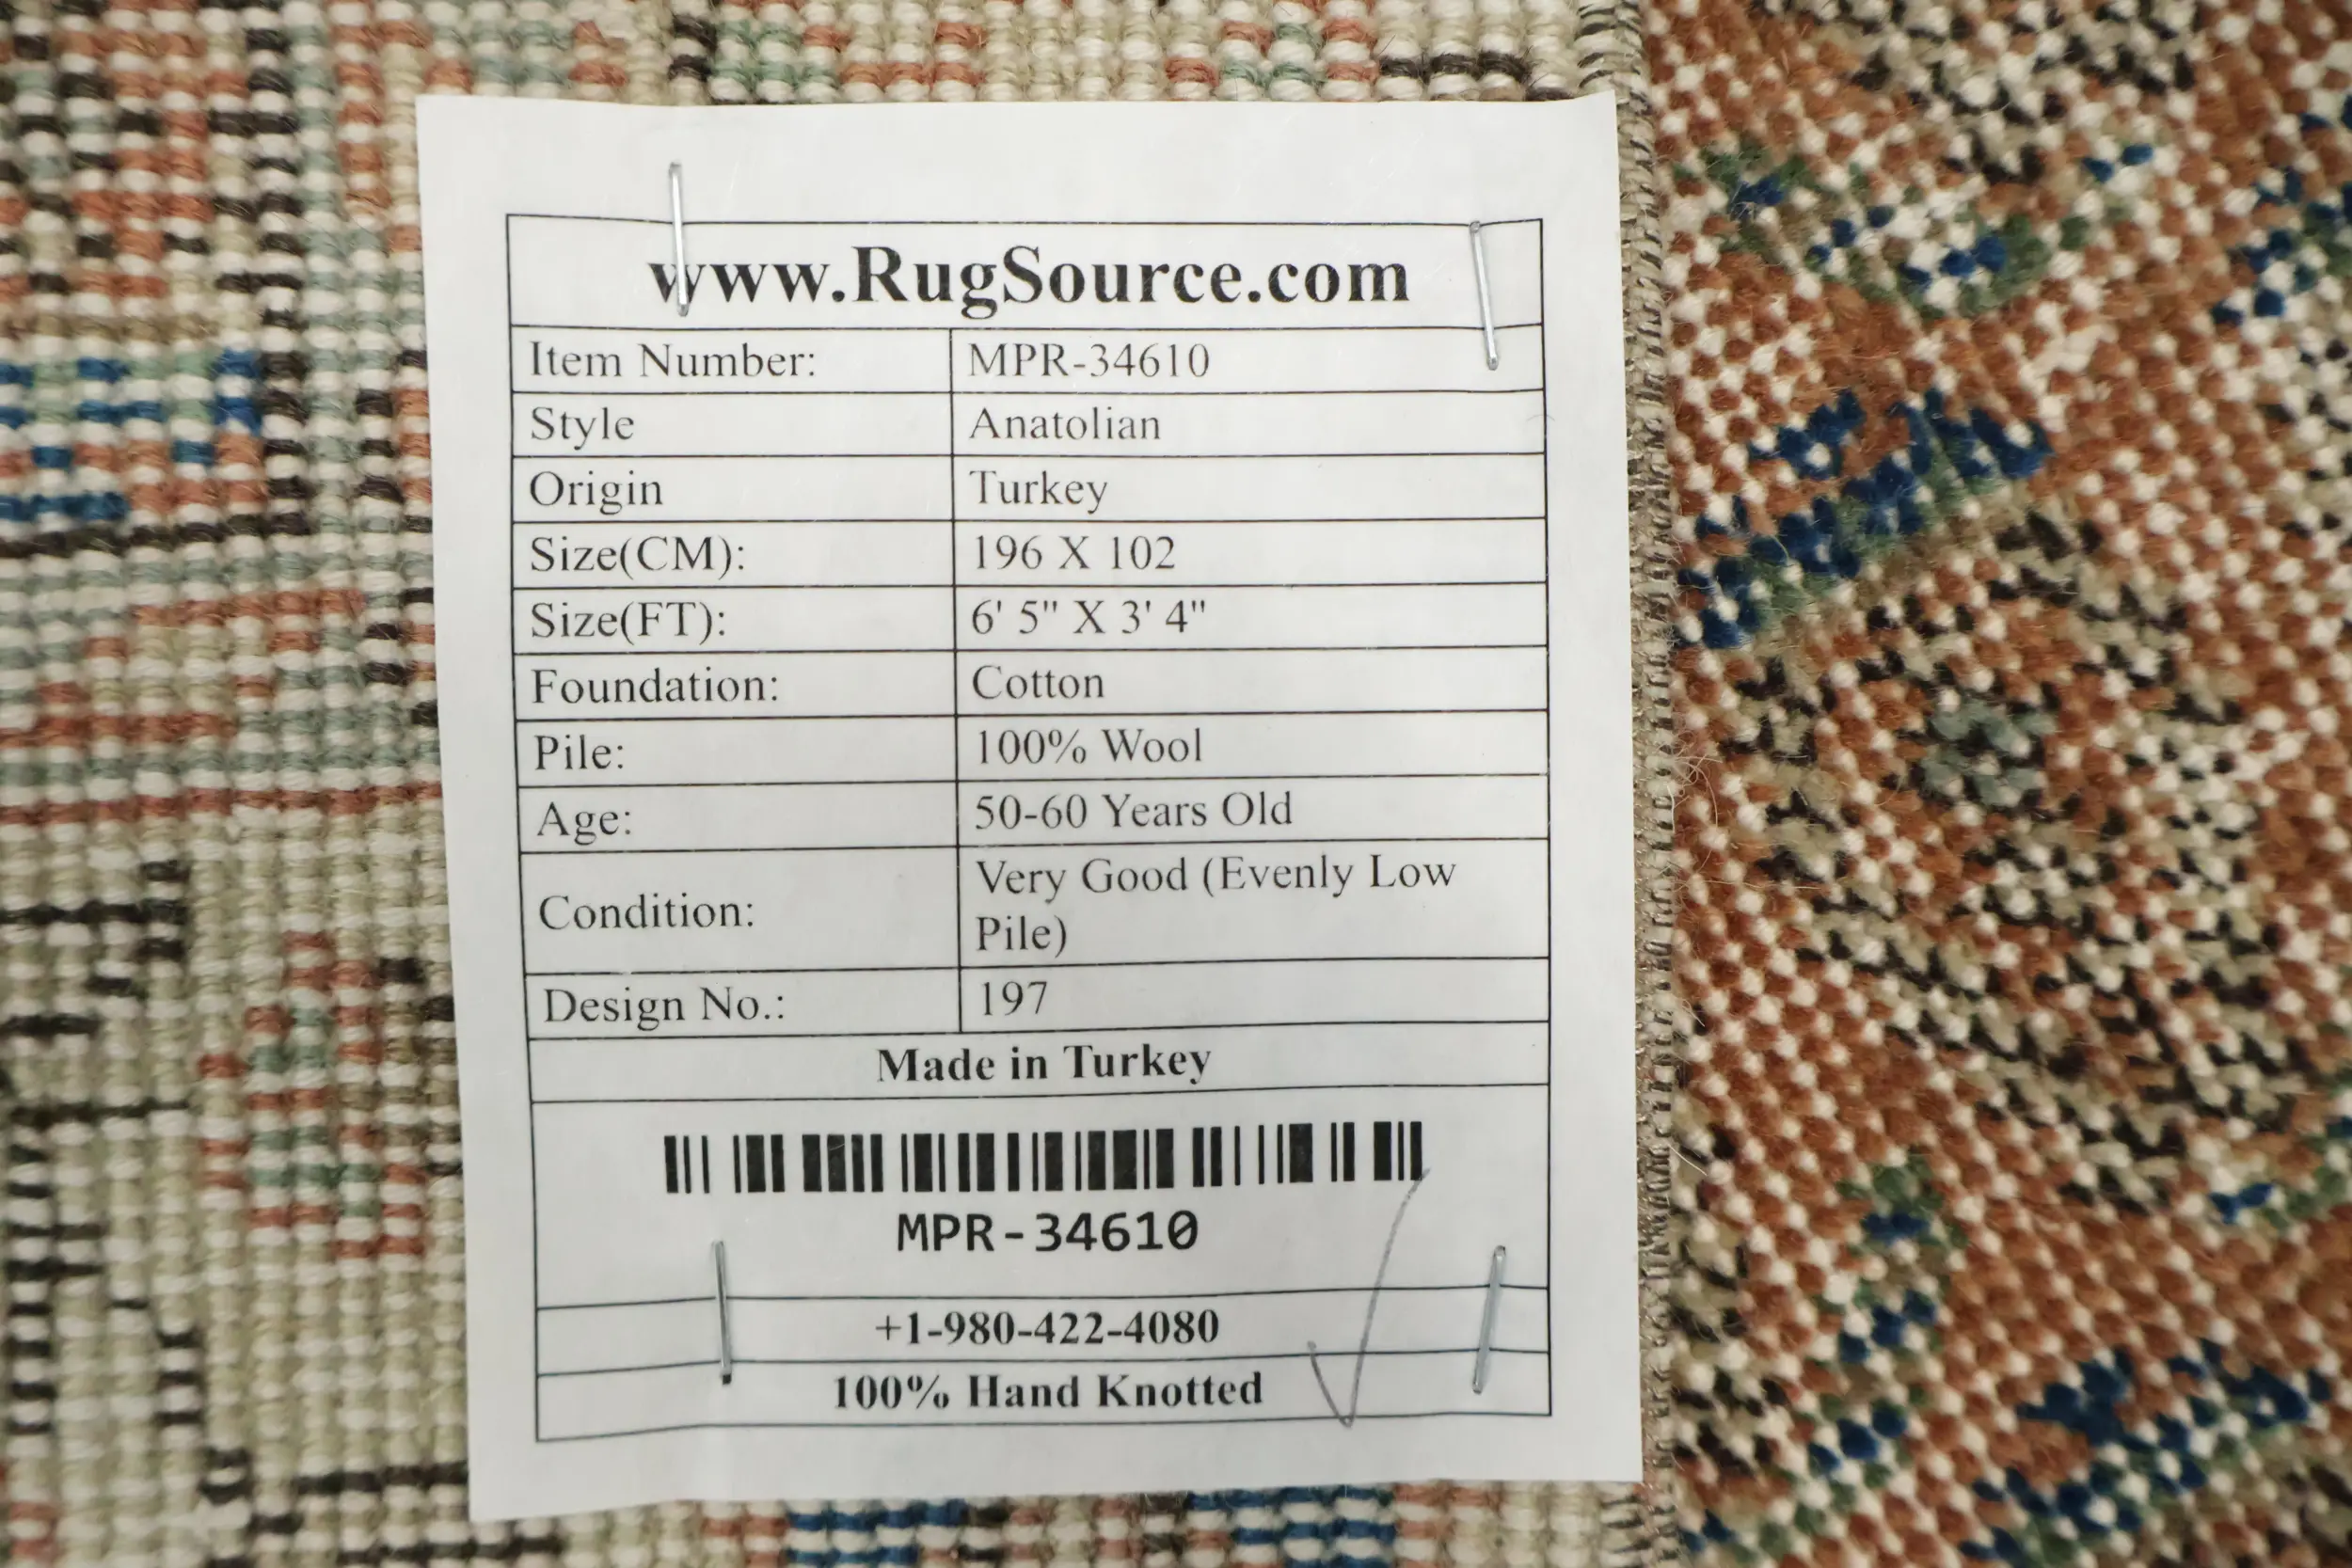 www.RugSource.com
Item Number: MPR-34610
Style Anatolian
Origin Turkey
Size(CM): 196 X 102
Size(FT): 6' 5" X 3' 4"
Foundation: Cotton
Pile: 100% Wool
Age: 50-60 Years Old
Condition: Very Good (Evenly Low
Pile)
Design No.: 197
Made in Turkey
MPR-34610
+1-980-422-4080
100% Hand Knotted